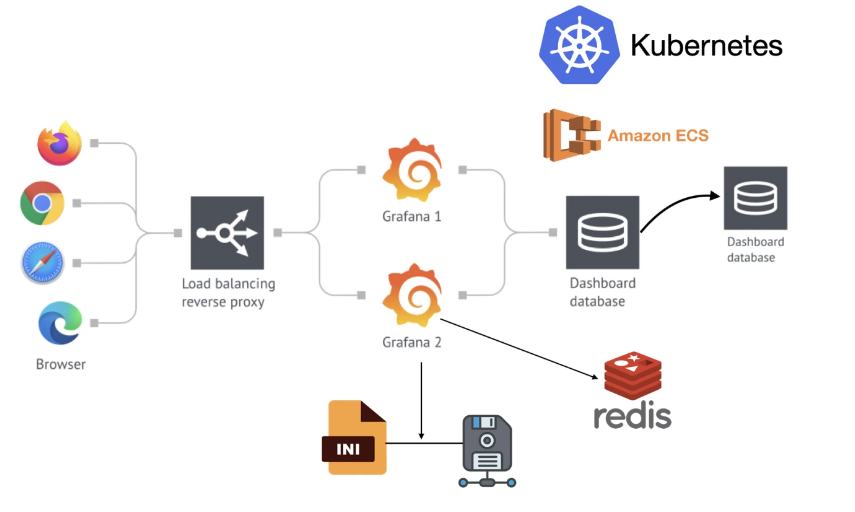 Kubernetes
Amazon ECS
Grafana 1
Dashboard
database
Load balancing
reverse proxy
Dashboard
database
Grafana 2
Browser
redis
INI